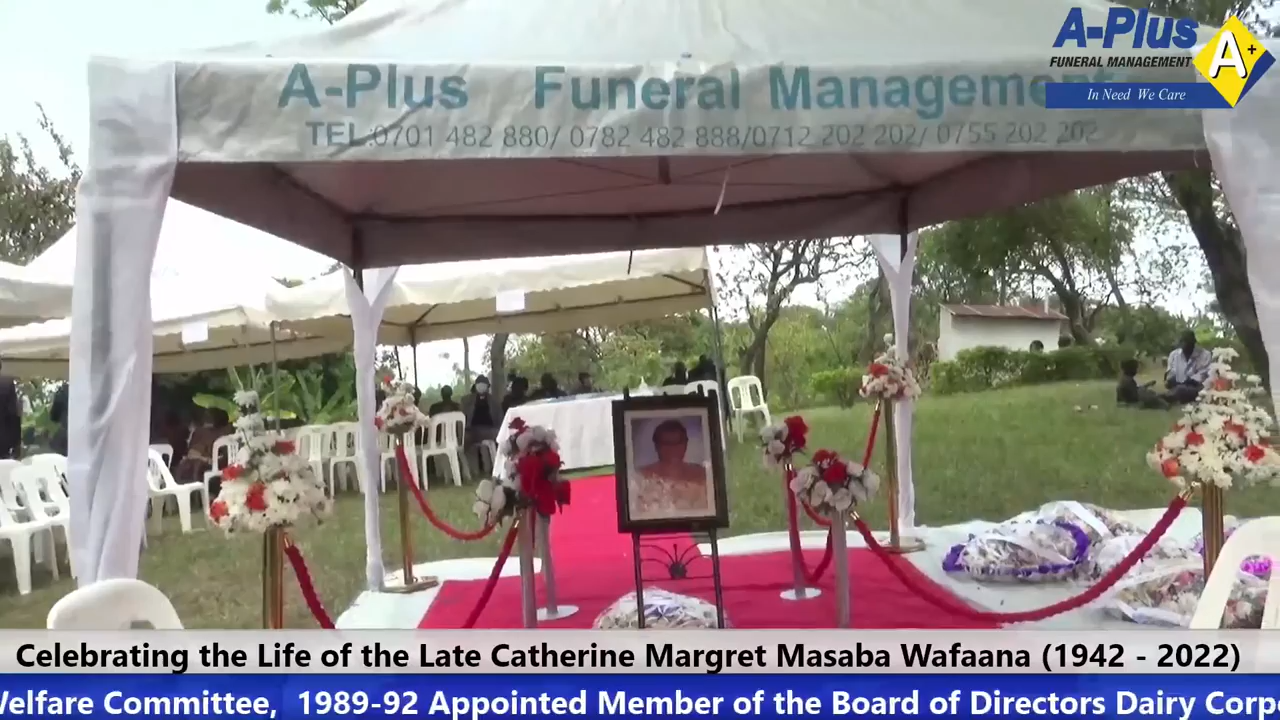 A-Plus
FUNERAL MANAGEMENT
In Need We Care
A+
A-Plus Funeral Management
TEL:0701 482 880/ 0782 482 888/0712 202 202/ 0755 202 202
Celebrating the Life of the Late Catherine Margret Masaba Wafaana (1942 - 2022)
Welfare Committee, 1989-92 Appointed Member of the Board of Directors Dairy Corp